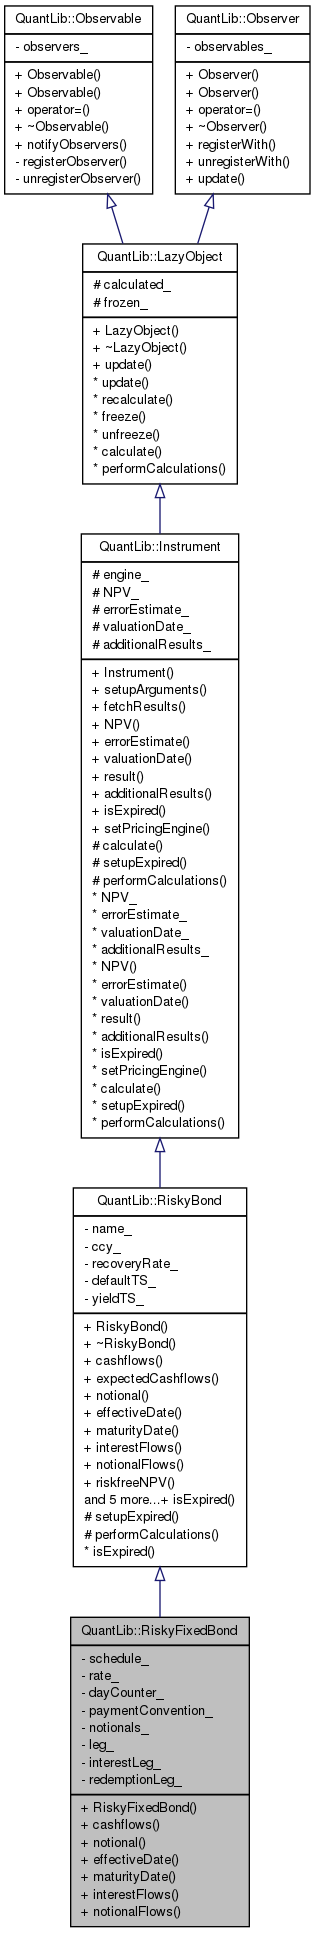 QuantLib::Observable
- observers_
+ Observable()
+ Observable()
+ operator=()
+ ~Observable()
+ notifyObservers()
- registerObserver()
- unregisterObserver()
QuantLib::Observer
- observables_
+ Observer()
+ Observer()
+ operator=()
+ ~Observer()
+ registerWith()
+ unregisterWith()
+ update()
QuantLib::LazyObject
# calculated_
# frozen_
+ LazyObject()
+ ~LazyObject()
+ update()
* update()
* recalculate()
* freeze()
* unfreeze()
* calculate()
* performCalculations()
QuantLib::Instrument
# engine_
# NPV_
# errorEstimate_
# valuationDate_
# additionalResults_
+ Instrument()
+ setupArguments()
+ fetchResults()
+ NPV()
+ errorEstimate()
+ valuationDate()
+ result()
+ additionalResults()
+ isExpired()
+ setPricingEngine()
# calculate()
# setupExpired()
# performCalculations()
* NPV_
* errorEstimate_
* valuationDate_
* additionalResults_
* NPV()
* errorEstimate()
* valuationDate()
* result()
* additionalResults()
* isExpired()
* setPricingEngine()
* calculate()
* setupExpired()
* performCalculations()
QuantLib::RiskyBond
- name_
- ccy_
- recoveryRate_
- defaultTS_
- yieldTS_
+ RiskyBond()
+ ~RiskyBond()
+ cashflows()
+ expectedCashflows()
+ notional()
+ effectiveDate()
+ maturityDate()
+ interestFlows()
+ notionalFlows()
+ riskfreeNPV()
and 5 more...+ isExpired()
# setupExpired()
# performCalculations()
* isExpired()
QuantLib::RiskyFixedBond
- schedule_
- rate_
- dayCounter_
- paymentConvention_
- notionals_
- leg_
- interestLeg_
- redemptionLeg_
+ RiskyFixedBond()
+ cashflows()
+ notional()
+ effectiveDate()
+ maturityDate()
+ interestFlows()
+ notionalFlows()